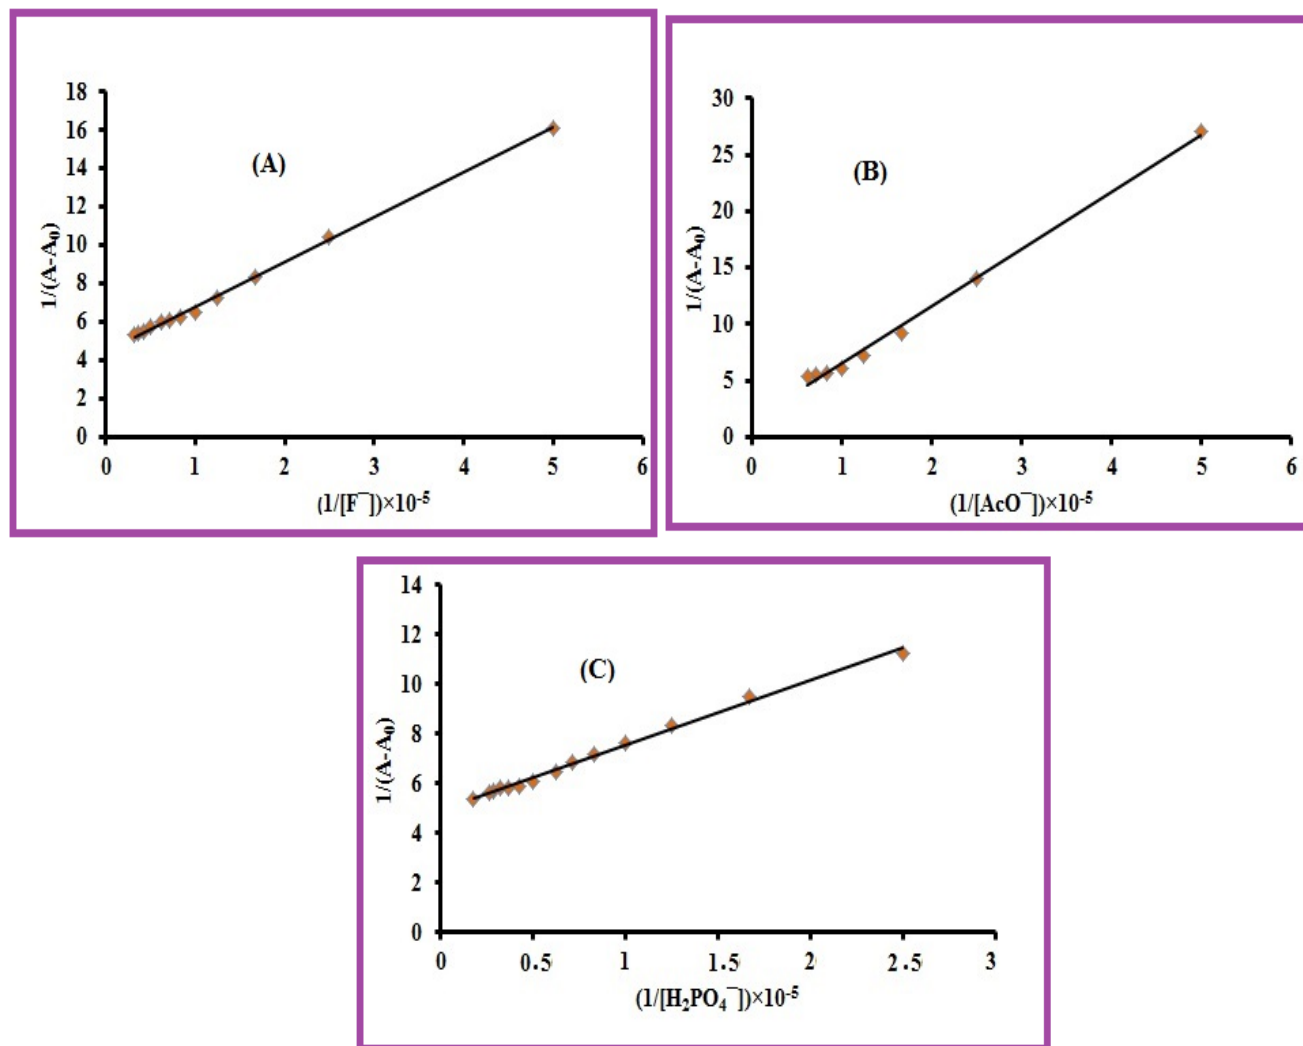 18
16
14
12
10
8
6
4
2
0
1/(A-A₀)
(A)
0 1 2 3 4 5 6
(1/[F⁻])×10⁻⁵
30
25
20
15
10
5
0
1/(A-A₀)
(B)
0 1 2 3 4 5 6
(1/[AcO⁻])×10⁻⁵
14
12
10
8
6
4
2
0
1/(A-A₀)
(C)
0 0.5 1 1.5 2 2.5 3
(1/[H₂PO₄⁻])×10⁻⁵